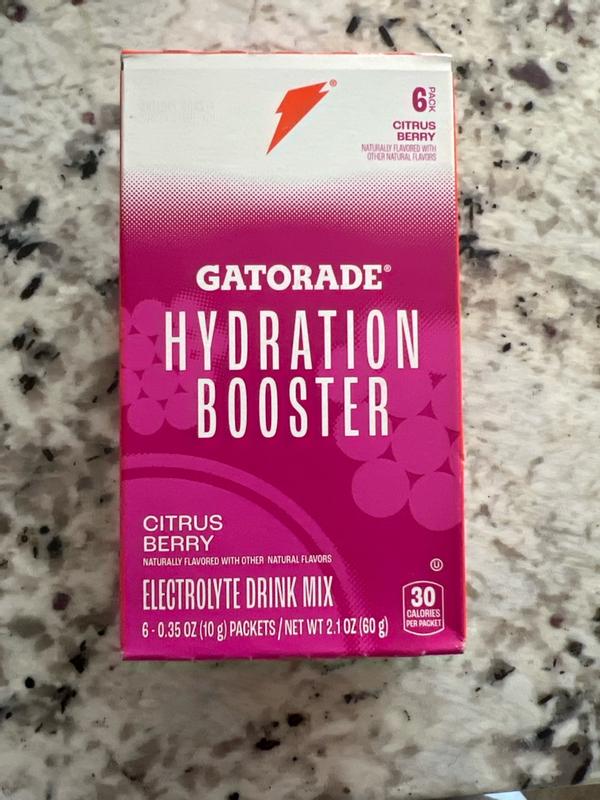 ®
6 PACK
CITRUS
BERRY
NATURALLY FLAVORED WITH
OTHER NATURAL FLAVORS
GATORADE®
HYDRATION
BOOSTER
CITRUS
BERRY
NATURALLY FLAVORED WITH OTHER NATURAL FLAVORS
ELECTROLYTE DRINK MIX
6 - 0.35 OZ (10 g) PACKETS / NET WT 2.1 OZ (60 g)
U
30
CALORIES
PER PACKET